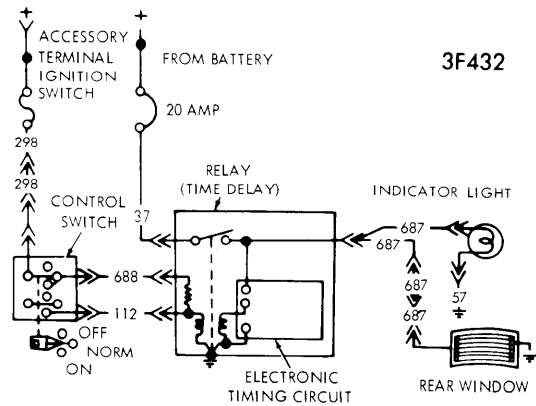 ACCESSORY
TERMINAL
IGNITION
SWITCH
FROM BATTERY
3F432
20 AMP
298
298
RELAY
(TIME DELAY)
INDICATOR LIGHT
CONTROL
SWITCH
37
687
687
688
687
57
112
687
OFF
NORM
ON
ELECTRONIC
TIMING CIRCUIT
REAR WINDOW